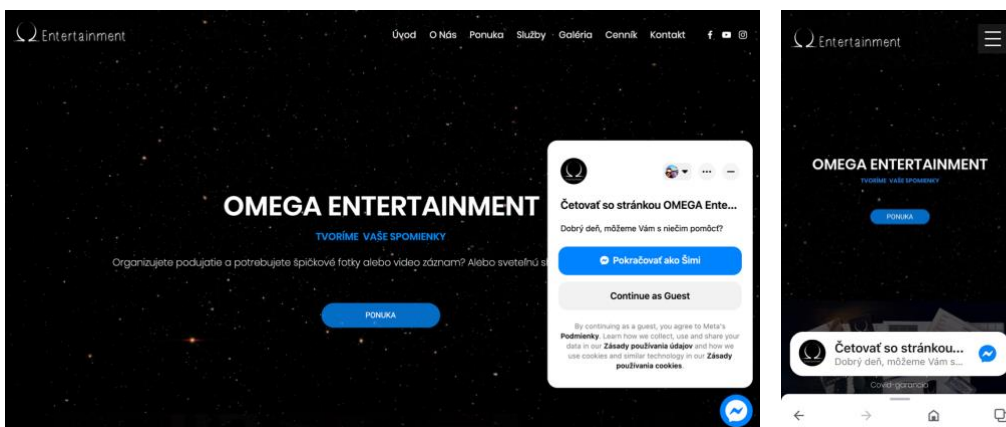 Ω Entertainment
Úvod O Nás Ponuka Služby Galéria Cenník Kontakt
OMEGA ENTERTAINMENT
TVORÍME VAŠE SPOMIENKY
Organizujete podujatie a potrebujete špičkové fotky alebo video záznam? Alebo svetelnú s
PONUKA
Četovať so stránkou OMEGA Ente...
Dobrý deň, môžeme Vám s niečím pomôcť?
Pokračovať ako Šimi
Continue as Guest
By continuing as a guest, you agree to Meta's
Podmienky. Learn how we collect, use and share your
data in our Zásady používania údajov and how we
use cookies and similar technology in our Zásady
používania cookies.
Ω Entertainment
OMEGA ENTERTAINMENT
TVORÍME VAŠE SPOMIENKY
PONUKA
Četovať so stránkou...
Dobrý deň, môžeme Vám s...
Covid-garancia